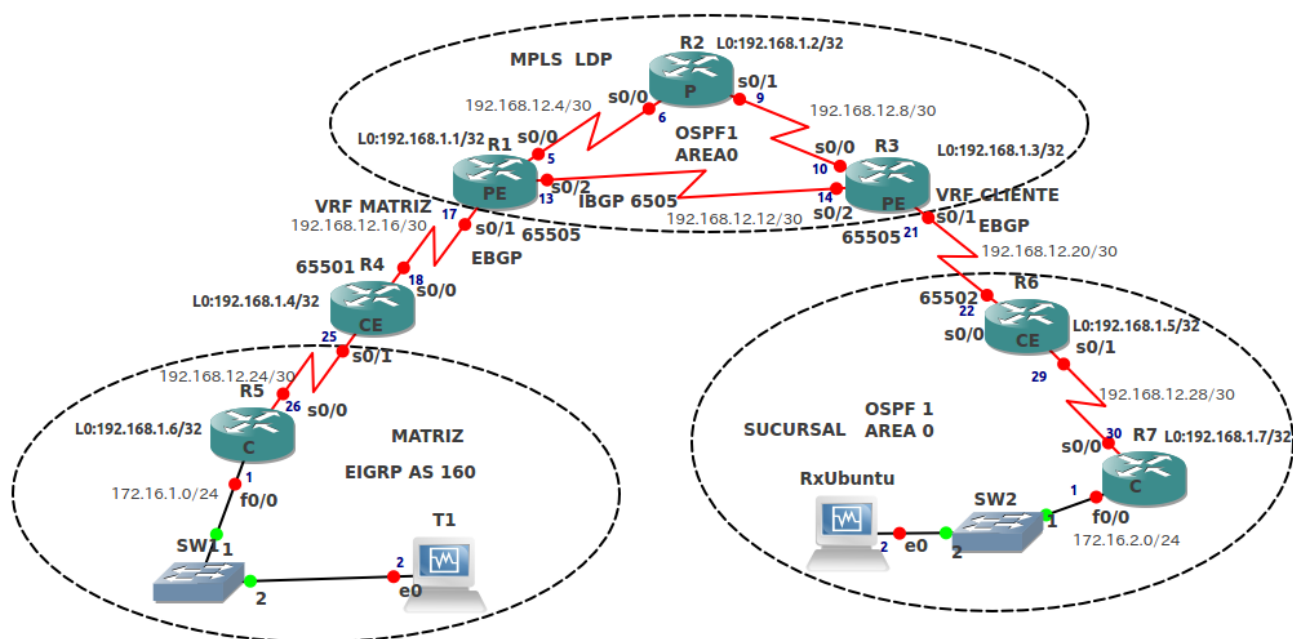 R2
L0:192.168.1.2/32
MPLS LDP
P
s0/0
6
s0/1
9
192.168.12.4/30
192.168.12.8/30
L0:192.168.1.1/32
R1
s0/0
5
PE
s0/2
13
OSPF1
AREA0
s0/0
10
R3
L0:192.168.1.3/32
14
s0/2
PE
IBGP 6505
192.168.12.12/30
VRF MATRIZ
192.168.12.16/30
17
s0/1
65505
EBGP
VRF CLIENTE
s0/1
EBGP
65505
21
192.168.12.20/30
65501
R4
18
s0/0
L0:192.168.1.4/32
CE
25
s0/1
65502
22
s0/0
R6
L0:192.168.1.5/32
CE
s0/1
29
192.168.12.24/30
R5
26
s0/0
L0:192.168.1.6/32
C
1
f0/0
172.16.1.0/24
MATRIZ
EIGRP AS 160
192.168.12.28/30
OSPF 1
AREA 0
SUCURSAL
30
s0/0
R7
L0:192.168.1.7/32
C
1
f0/0
172.16.2.0/24
RxUbuntu
2
e0
SW2
2
1
SW1
1
2
T1
2
e0